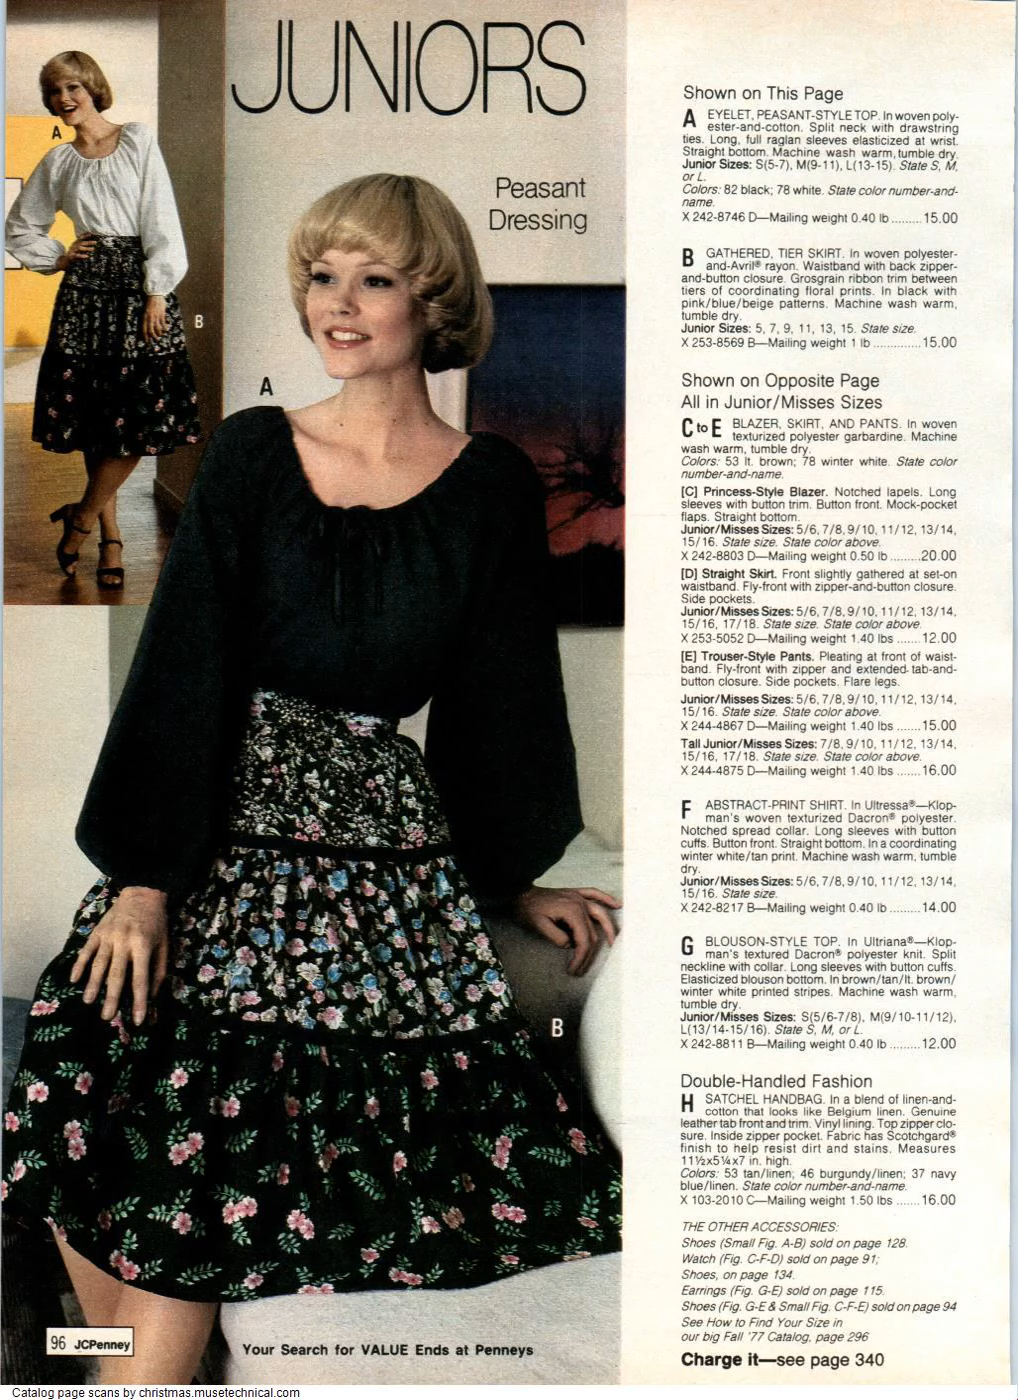 JUNIORS
Peasant
Dressing
A
B
A
B
Shown on This Page
A EYELET, PEASANT-STYLE TOP. In woven poly-
ester-and-cotton. Split neck with drawstring
ties. Long, full raglan sleeves elasticized at wrist.
Straight bottom. Machine wash warm, tumble dry.
Junior Sizes: S(5-7), M(9-11), L(13-15). State S, M,
or L.
Colors: 82 black; 78 white. State color number-and-
name.
X 242-8746 D—Mailing weight 0.40 lb .........15.00
B GATHERED, TIER SKIRT. In woven polyester-
and-Avril® rayon. Waistband with back zipper-
and-button closure. Grosgrain ribbon trim between
tiers of coordinating floral prints. In black with
pink/blue/beige patterns. Machine wash warm,
tumble dry.
Junior Sizes: 5, 7, 9, 11, 13, 15. State size.
X 253-8569 B—Mailing weight 1 lb ..............15.00
Shown on Opposite Page
All in Junior/Misses Sizes
C to E BLAZER, SKIRT, AND PANTS. In woven
texturized polyester garbardine. Machine
wash warm, tumble dry.
Colors: 53 lt. brown; 78 winter white. State color
number-and-name.
[C] Princess-Style Blazer. Notched lapels. Long
sleeves with button trim. Button front. Mock-pocket
flaps. Straight bottom.
Junior/Misses Sizes: 5/6, 7/8, 9/10, 11/12, 13/14,
15/16. State size. State color above.
X 242-8803 D—Mailing weight 0.50 lb .........20.00
[D] Straight Skirt. Front slightly gathered at set-on
waistband. Fly-front with zipper-and-button closure.
Side pockets.
Junior/Misses Sizes: 5/6, 7/8, 9/10, 11/12, 13/14,
15/16, 17/18. State size. State color above.
X 253-5052 D—Mailing weight 1.40 lbs .......12.00
[E] Trouser-Style Pants. Pleating at front of waist-
band. Fly-front with zipper and extended-tab-and-
button closure. Side pockets. Flare legs.
Junior/Misses Sizes: 5/6, 7/8, 9/10, 11/12, 13/14,
15/16. State size. State color above.
X 244-4867 D—Mailing weight 1.40 lbs .......15.00
Tall Junior/Misses Sizes: 7/8, 9/10, 11/12, 13/14,
15/16, 17/18. State size. State color above.
X 244-4875 D—Mailing weight 1.40 lbs .......16.00
F ABSTRACT-PRINT SHIRT. In Ultressa®—Klop-
man's woven texturized Dacron® polyester.
Notched spread collar. Long sleeves with button
cuffs. Button front. Straight bottom. In a coordinating
winter white/tan print. Machine wash warm, tumble
dry.
Junior/Misses Sizes: 5/6, 7/8, 9/10, 11/12, 13/14,
15/16. State size.
X 242-8217 B—Mailing weight 0.40 lb .........14.00
G BLOUSON-STYLE TOP. In Ultriana®—Klop-
man's textured Dacron® polyester knit. Split
neckline with collar. Long sleeves with button cuffs.
Elasticized blouson bottom. In brown/tan/lt. brown/
winter white printed stripes. Machine wash warm,
tumble dry.
Junior/Misses Sizes: S(5/6-7/8), M(9/10-11/12),
L(13/14-15/16). State S, M, or L.
X 242-8811 B—Mailing weight 0.40 lb .........12.00
Double-Handled Fashion
H SATCHEL HANDBAG. In a blend of linen-and-
cotton that looks like Belgium linen. Genuine
leather tab front and trim. Vinyl lining. Top zipper clo-
sure. Inside zipper pocket. Fabric has Scotchgard®
finish to help resist dirt and stains. Measures
11½x5¼x7 in. high.
Colors: 53 tan/linen; 46 burgundy/linen; 37 navy
blue/linen. State color number-and-name.
X 103-2010 C—Mailing weight 1.50 lbs .......16.00
THE OTHER ACCESSORIES:
Shoes (Small Fig. A-B) sold on page 128.
Watch (Fig. C-F-D) sold on page 91;
Shoes, on page 134.
Earrings (Fig. G-E) sold on page 115.
Shoes (Fig. G-E & Small Fig. C-F-E) sold on page 94
See How to Find Your Size in
our big Fall '77 Catalog, page 296
Charge it—see page 340
96 JCPenney
Your Search for VALUE Ends at Penneys
Catalog page scans by christmas.musetechnical.com